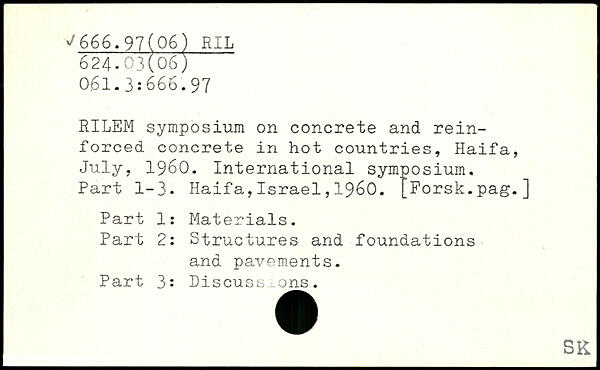 ✓666.97(06) RIL
624.03(06)
061.3:666.97
RILEM symposium on concrete and rein-
forced concrete in hot countries, Haifa,
July, 1960. International symposium.
Part 1-3. Haifa,Israel,1960. [Forsk.pag.]
Part 1: Materials.
Part 2: Structures and foundations
and pavements.
Part 3: Discussions.
SK